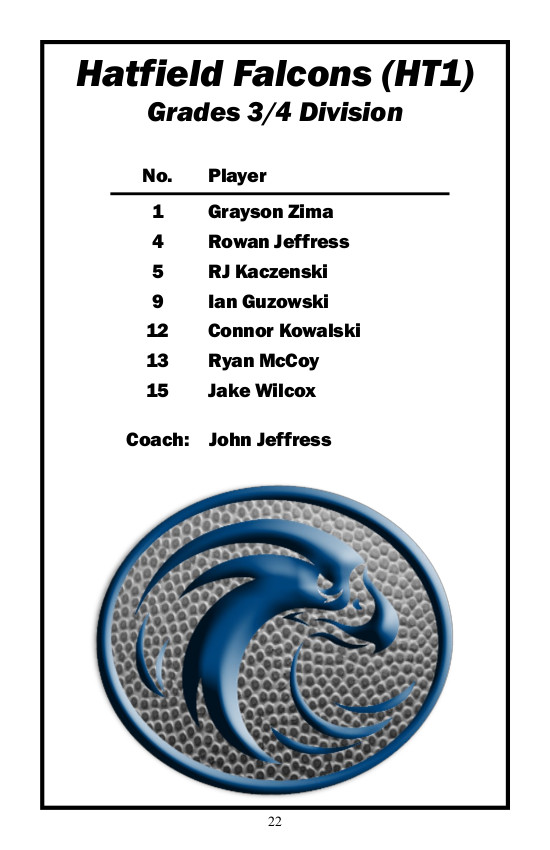 Hatfield Falcons (HT1)
Grades 3/4 Division
No. Player
1 Grayson Zima
4 Rowan Jeffress
5 RJ Kaczenski
9 Ian Guzowski
12 Connor Kowalski
13 Ryan McCoy
15 Jake Wilcox
Coach: John Jeffress
22